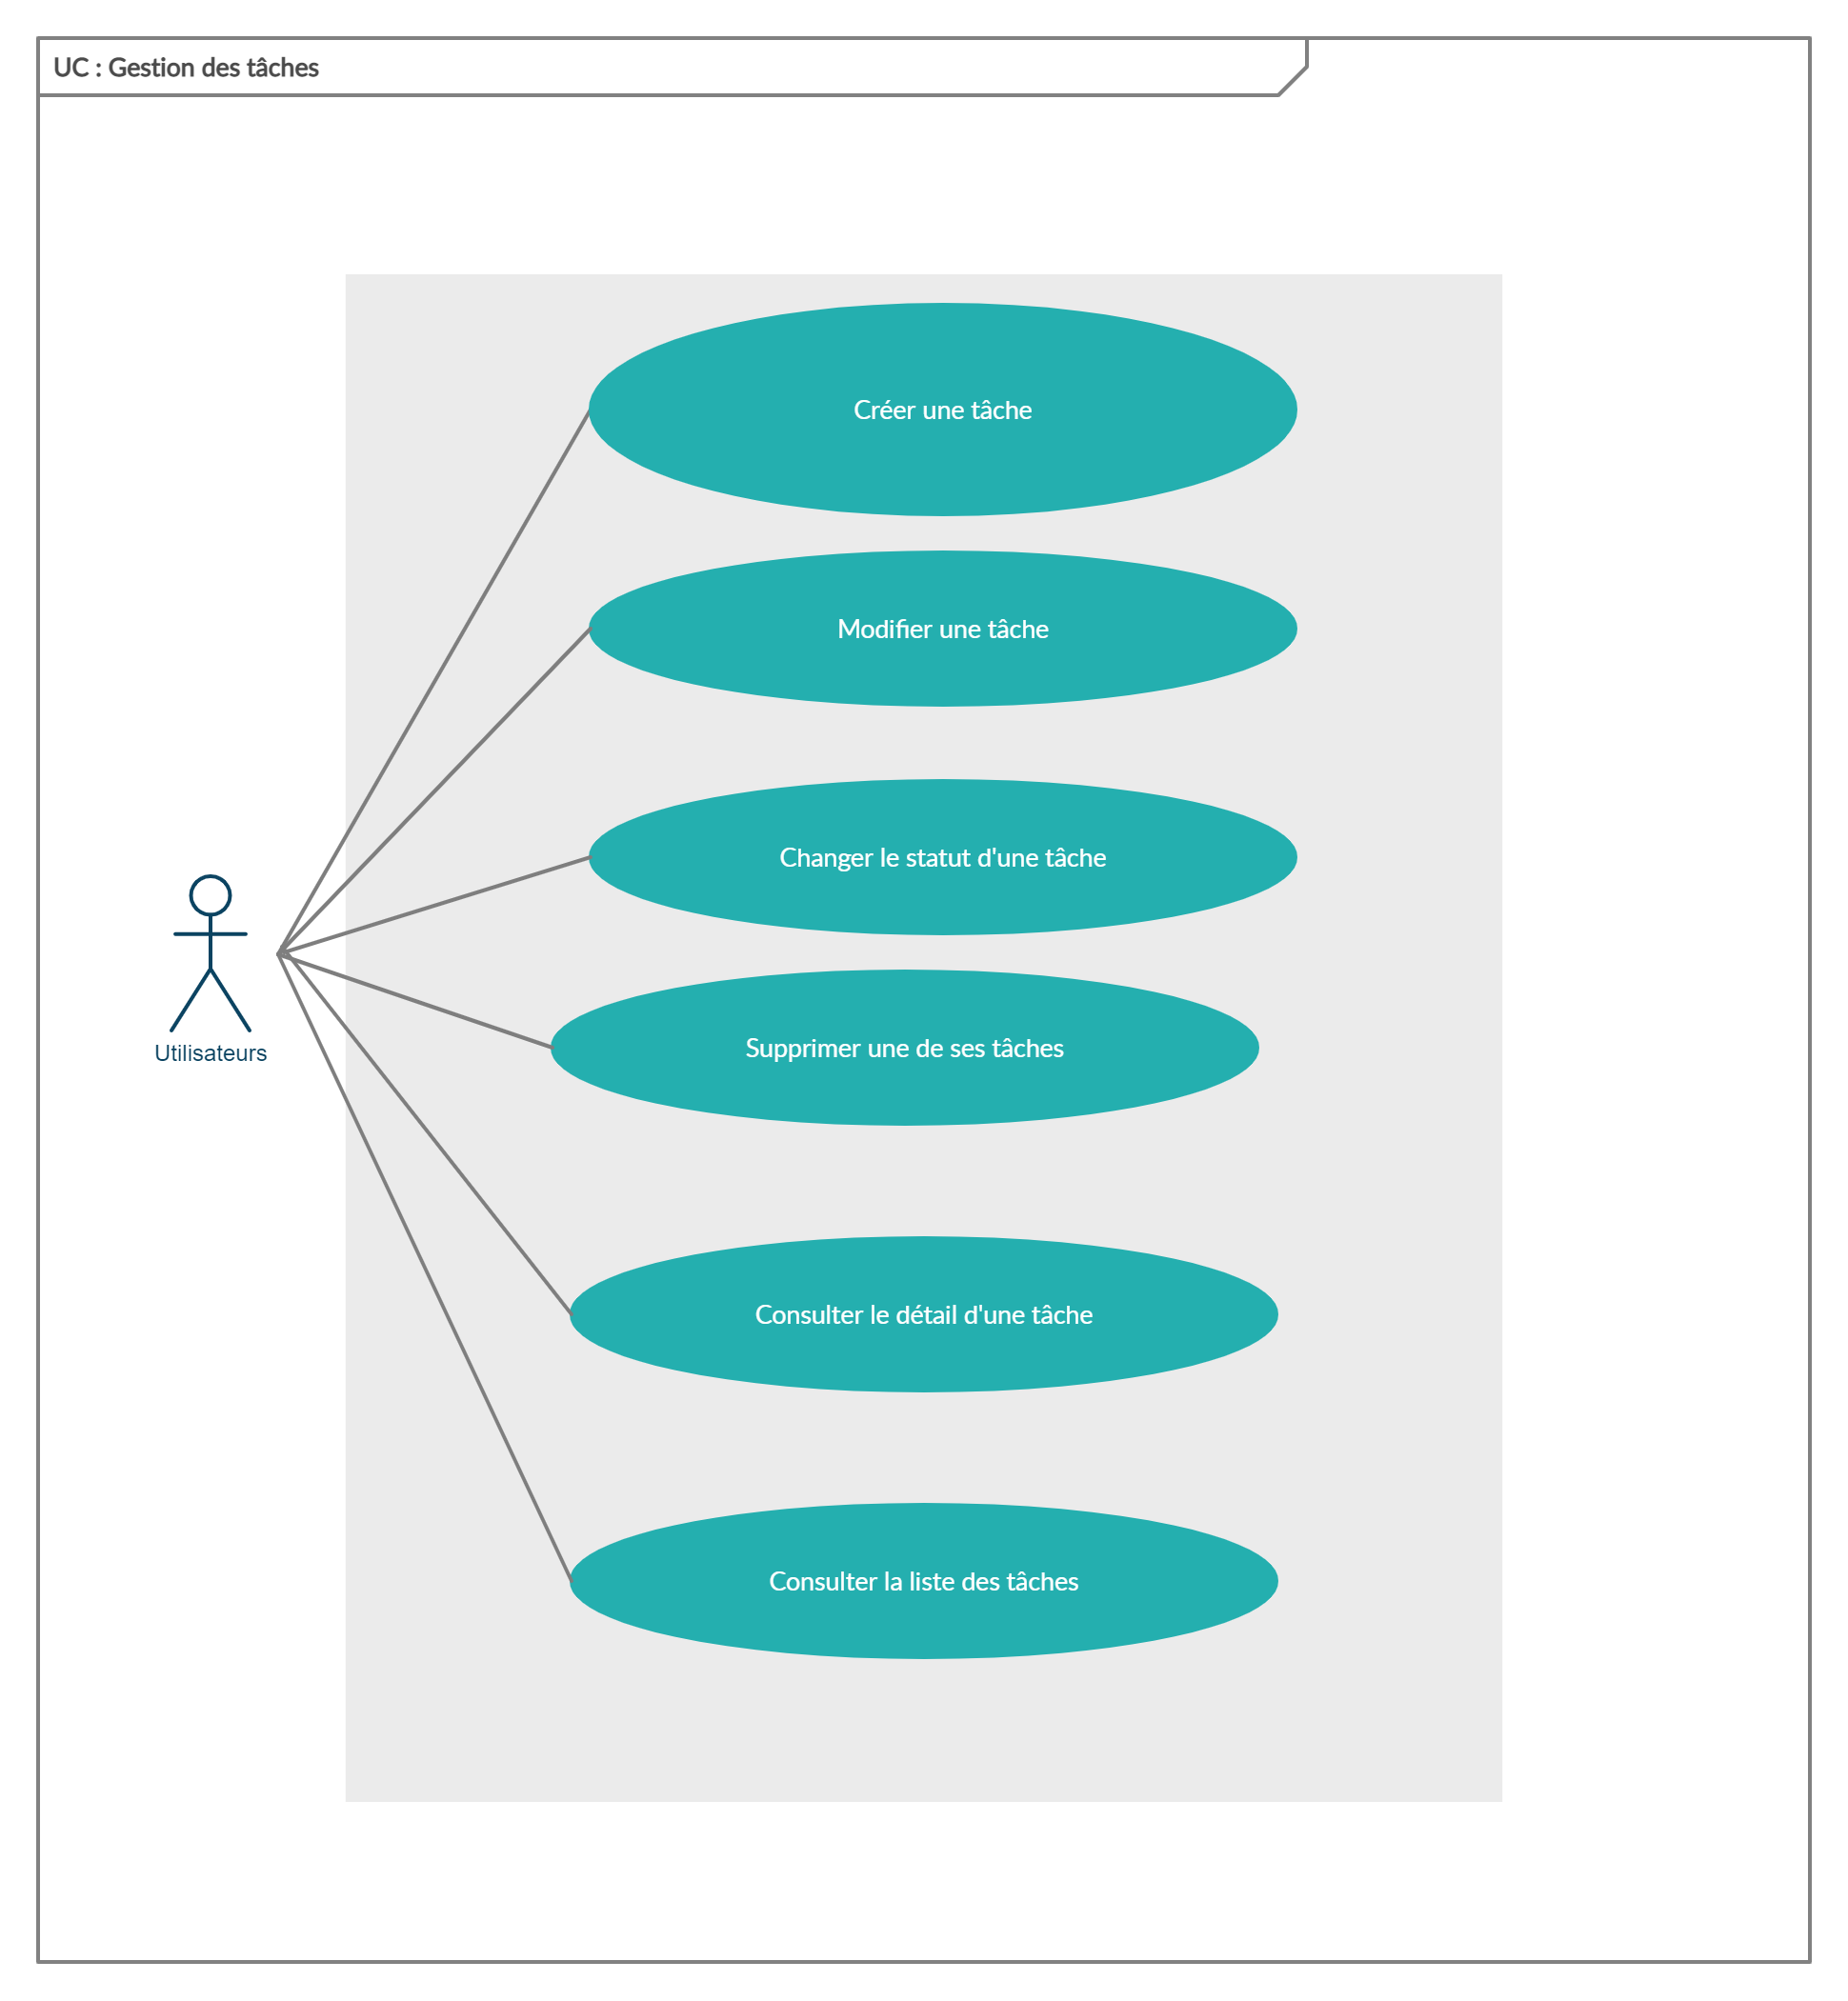 UC : Gestion des tâches
Créer une tâche
Modifier une tâche
Changer le statut d'une tâche
Utilisateurs
Supprimer une de ses tâches
Consulter le détail d'une tâche
Consulter la liste des tâches